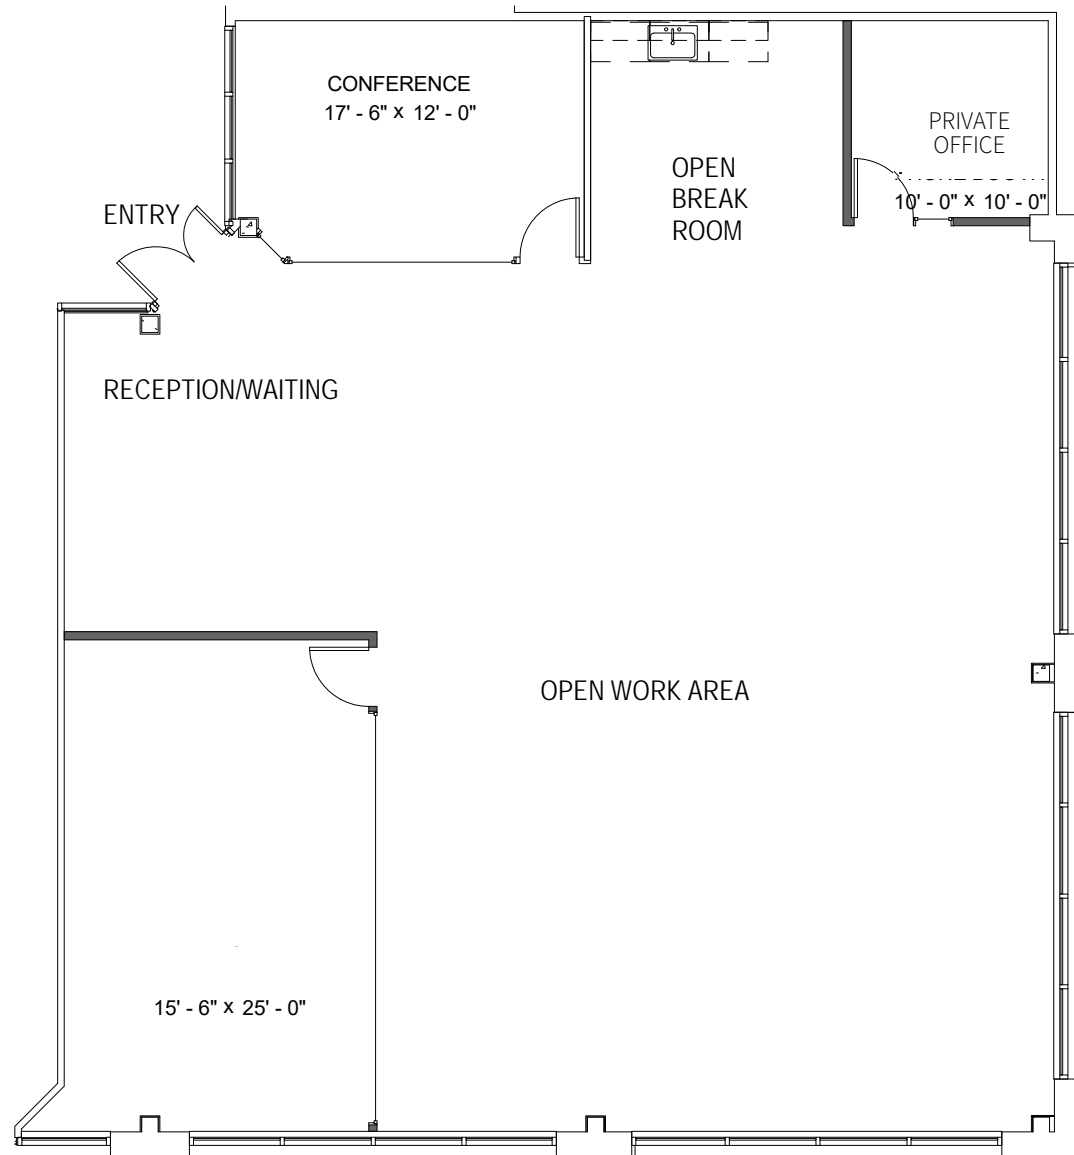 CONFERENCE
17' - 6" x 12' - 0"
PRIVATE
OFFICE
10' - 0" x 10' - 0"
OPEN
BREAK
ROOM
ENTRY
RECEPTION/WAITING
OPEN WORK AREA
15' - 6" x 25' - 0"